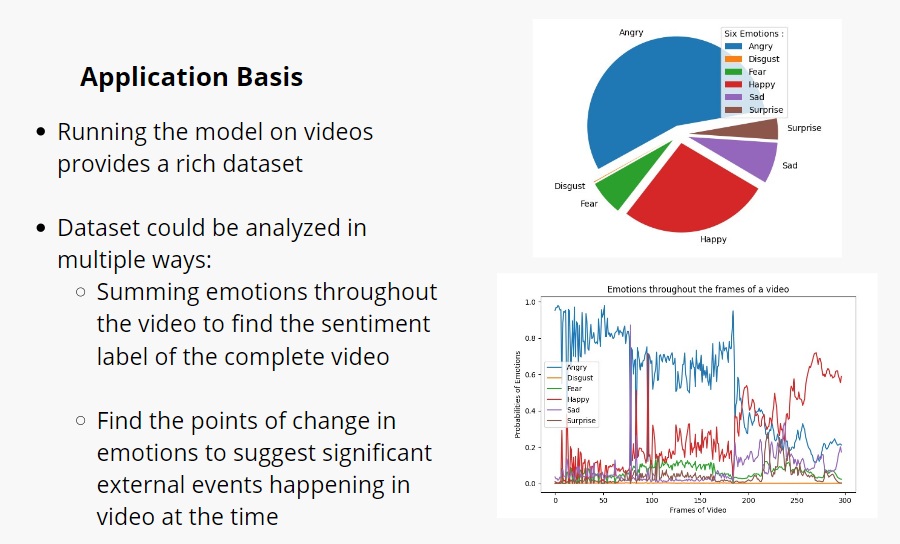 Application Basis
• Running the model on videos
provides a rich dataset
• Dataset could be analyzed in
multiple ways:
○ Summing emotions throughout
the video to find the sentiment
label of the complete video
○ Find the points of change in
emotions to suggest significant
external events happening in
video at the time
Six Emotions :
Angry
Disgust
Fear
Happy
Sad
Surprise
Angry
Surprise
Sad
Disgust
Fear
Happy
Emotions throughout the frames of a video
Probabilities of Emotions
1.0
0.8
0.6
0.4
0.2
0.0
Angry
Disgust
Fear
Happy
Sad
Surprise
0 50 100 150 200 250 300
Frames of Video